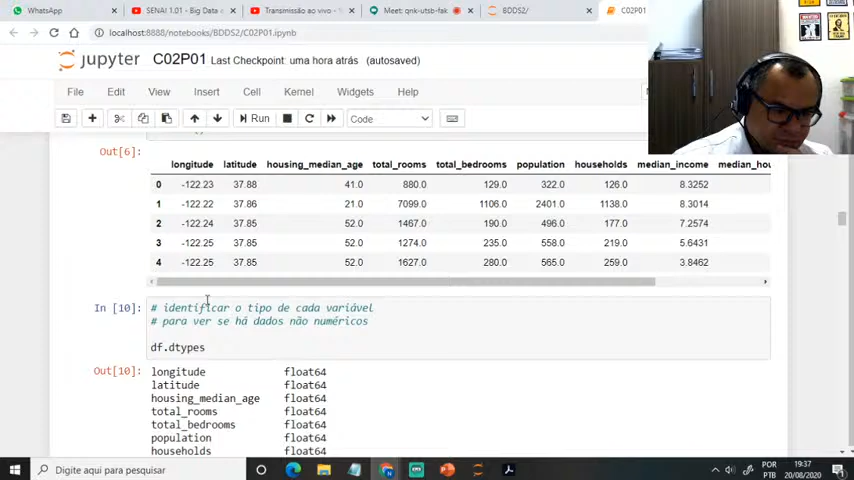 WhatsApp
SENAI 1.01 - Big Data e
Transmissão ao vivo - Y
Meet: qnk-utsb-fak
BDDS2/
C02P01
localhost:8888/notebooks/BDDS2/C02P01.ipynb
jupyter C02P01 Last Checkpoint: uma hora atrás (autosaved)
File Edit View Insert Cell Kernel Widgets Help
Run Code
Out[6]:
longitude latitude housing_median_age total_rooms total_bedrooms population households median_income median_hou
0 -122.23 37.88 41.0 880.0 129.0 322.0 126.0 8.3252
1 -122.22 37.86 21.0 7099.0 1106.0 2401.0 1138.0 8.3014
2 -122.24 37.85 52.0 1467.0 190.0 496.0 177.0 7.2574
3 -122.25 37.85 52.0 1274.0 235.0 558.0 219.0 5.6431
4 -122.25 37.85 52.0 1627.0 280.0 565.0 259.0 3.8462
In [10]: # identificar o tipo de cada variável
# para ver se há dados não numéricos
df.dtypes
Out[10]: longitude float64
latitude float64
housing_median_age float64
total_rooms float64
total_bedrooms float64
population float64
households float64
Digite aqui para pesquisar
POR 19:37
PTB 20/08/2020